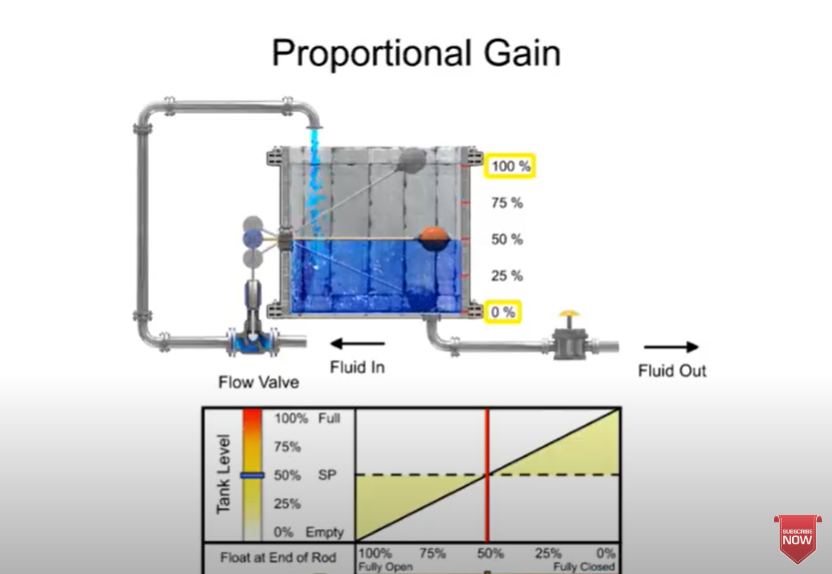 Proportional Gain
100 %
75 %
50 %
25 %
0 %
Fluid In
Flow Valve
Fluid Out
Tank Level
100% Full
75%
50% SP
25%
0% Empty
Float at End of Rod
100% 75% 50% 25% 0%
Fully Open Fully Closed
SUBSCRIBE
NOW